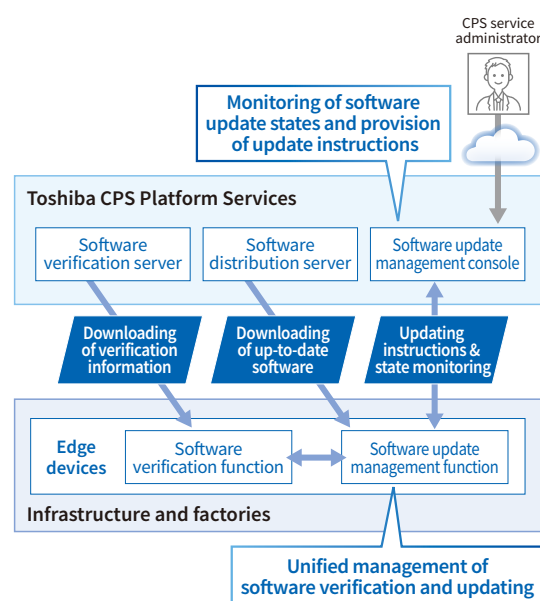 CPS service
administrator
Monitoring of software
update states and provision
of update instructions
Toshiba CPS Platform Services
Software
verification server
Software
distribution server
Software update
management console
Downloading
of verification
information
Downloading
of up-to-date
software
Updating
instructions &
state monitoring
Edge
devices
Software
verification function
Software update
management function
Infrastructure and factories
Unified management of
software verification and updating